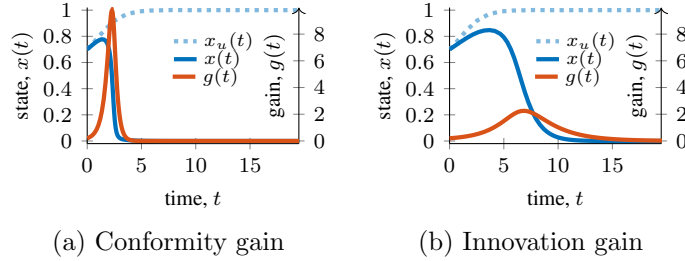 1
0.8
0.6
0.4
0.2
0
state, x(t)
8
6
4
2
0
gain, g(t)
x_u(t)
x(t)
g(t)
0 5 10 15
time, t
(a) Conformity gain
1
0.8
0.6
0.4
0.2
0
state, x(t)
8
6
4
2
0
gain, g(t)
x_u(t)
x(t)
g(t)
0 5 10 15
time, t
(b) Innovation gain